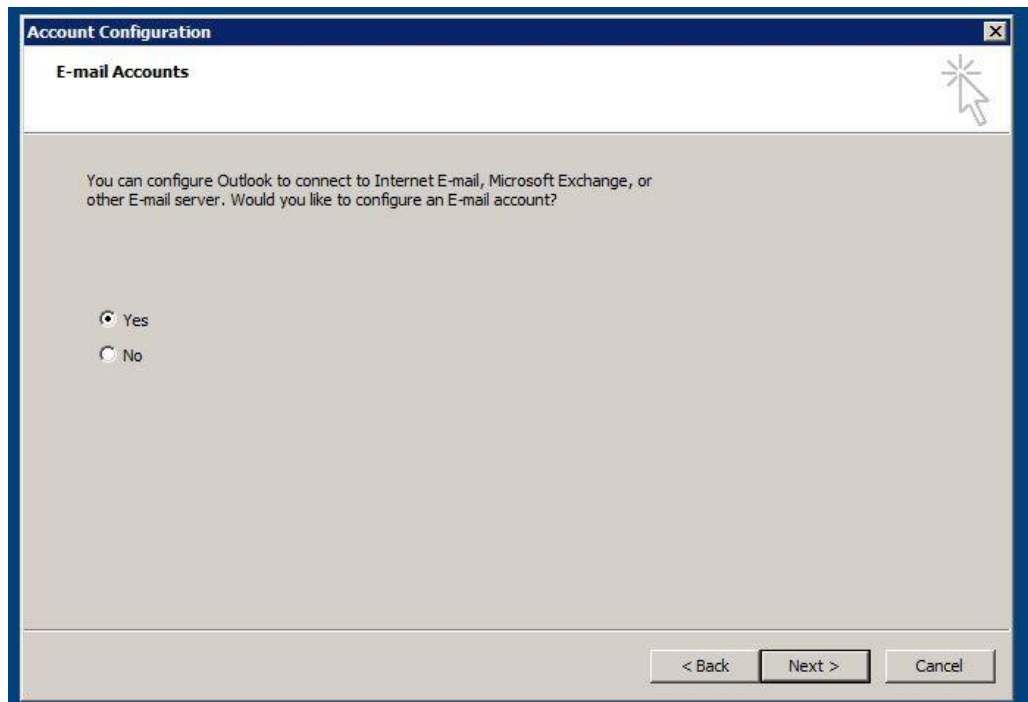 Account Configuration
E-mail Accounts
You can configure Outlook to connect to Internet E-mail, Microsoft Exchange, or
other E-mail server. Would you like to configure an E-mail account?
Yes
No
< Back
Next >
Cancel